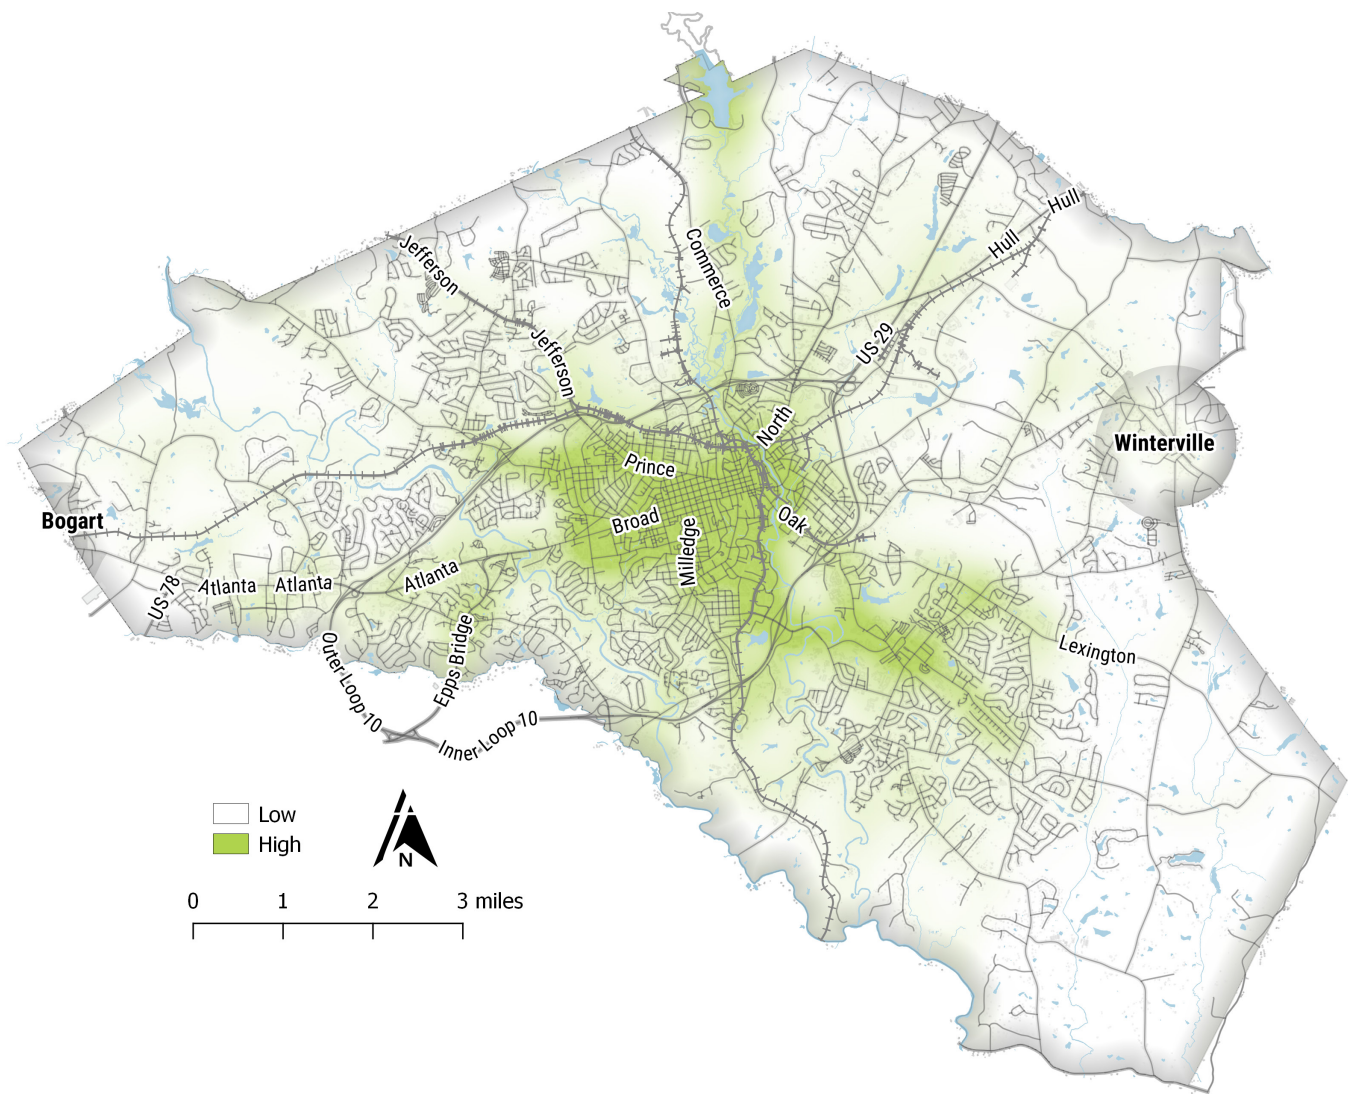 Hull
Jefferson
Hull
Commerce
Jefferson
US 29
North
Winterville
Prince
Bogart
Broad
Oak
Milledge
Atlanta
Atlanta
Atlanta
US 78
Epps Bridge
Lexington
Outer Loop 10
Inner Loop 10
Low
High
N
0 1 2 3 miles